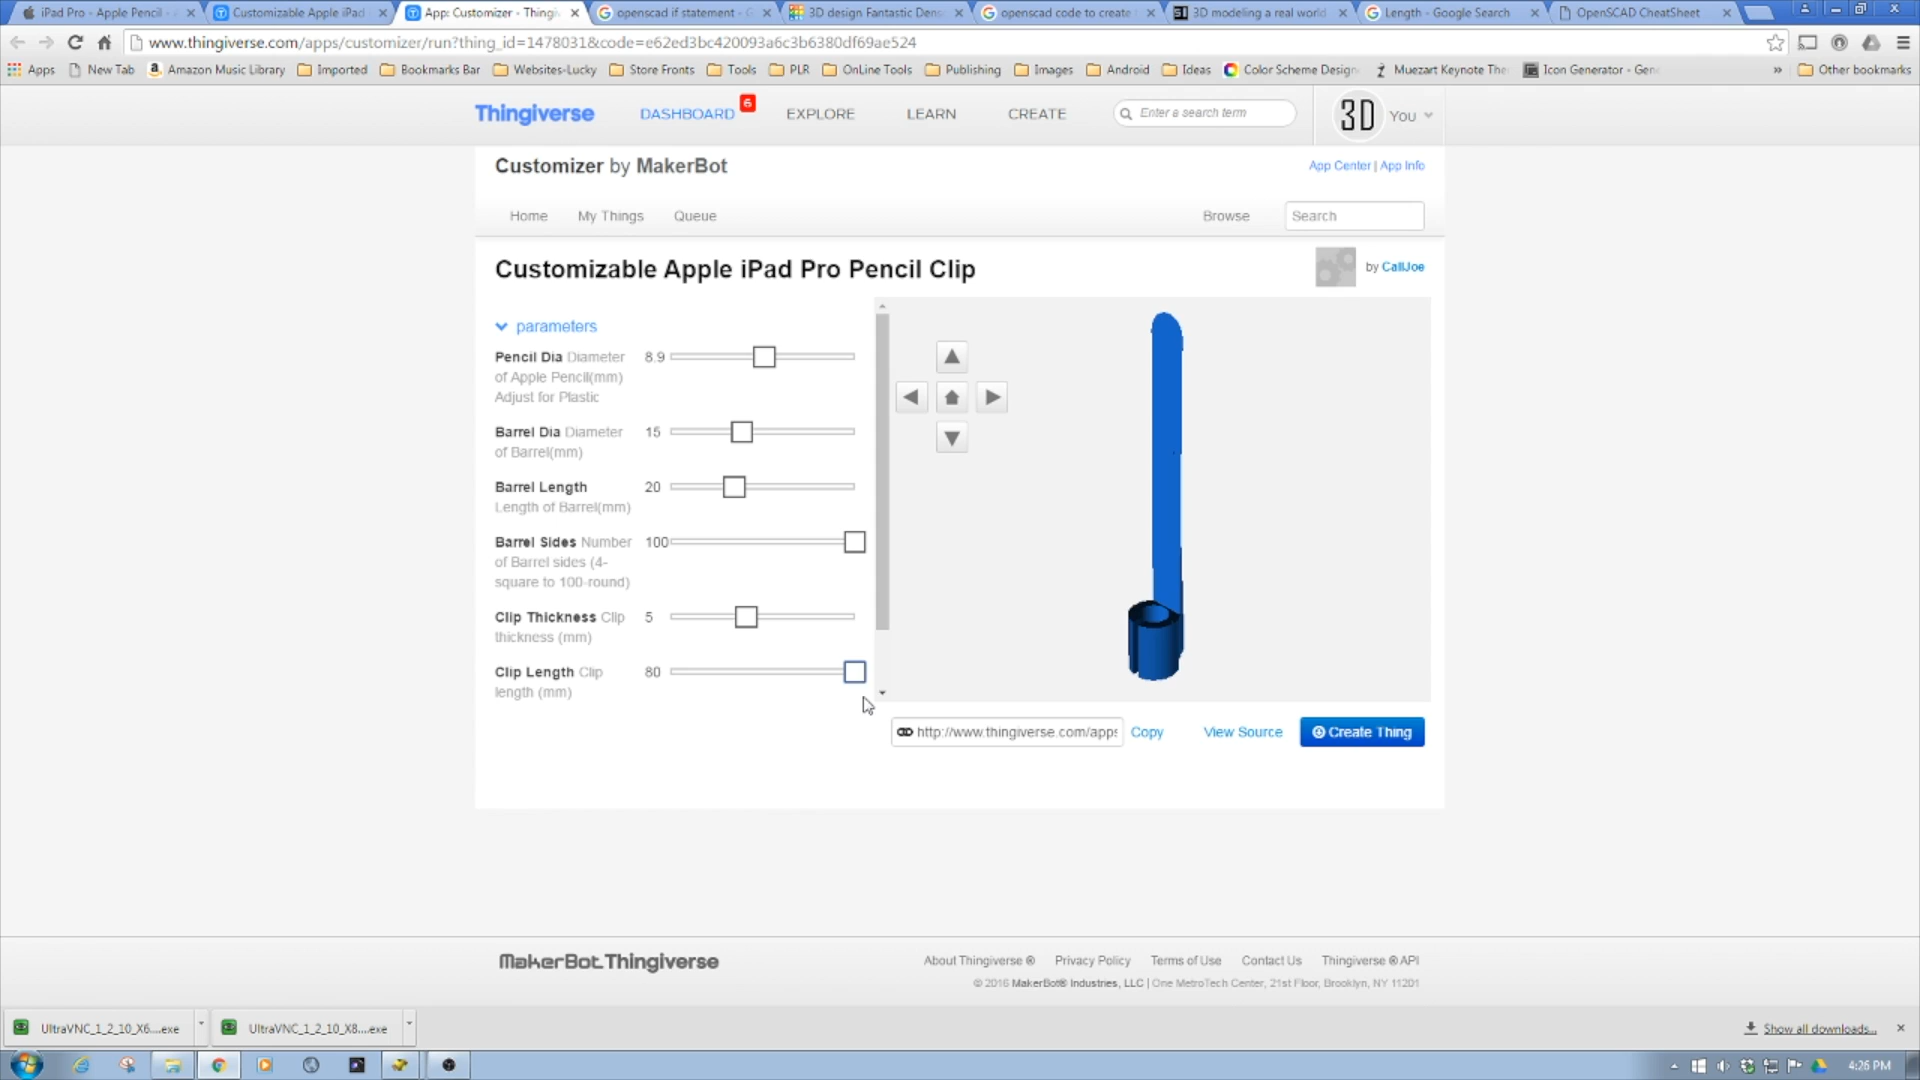 iPad Pro - Apple Pencil - A
Customizable Apple iPad
App: Customizer - Thingi
openscad if statement - G
3D design Fantastic Dens
openscad code to create
3D modeling a real world
Length - Google Search
OpenSCAD CheatSheet
www.thingiverse.com/apps/customizer/run?thing_id=1478031&code=e62ed3bc420093a6c3b6380df69ae524
Apps
New Tab
Amazon Music Library
Imported
Bookmarks Bar
Websites-Lucky
Store Fronts
Tools
PLR
OnLine Tools
Publishing
Images
Android
Ideas
Color Scheme Design
Muezart Keynote The
Icon Generator - Gen
»
Other bookmarks
Thingiverse
DASHBOARD
6
EXPLORE
LEARN
CREATE
Enter a search term
3D
You
Customizer by MakerBot
App Center | App Info
Home
My Things
Queue
Browse
Search
Customizable Apple iPad Pro Pencil Clip
by CallJoe
parameters
Pencil Dia Diameter
of Apple Pencil(mm)
Adjust for Plastic
8.9
Barrel Dia Diameter
of Barrel(mm)
15
Barrel Length
Length of Barrel(mm)
20
Barrel Sides Number
of Barrel sides (4-
square to 100-round)
100
Clip Thickness Clip
thickness (mm)
5
Clip Length Clip
length (mm)
80
http://www.thingiverse.com/apps
Copy
View Source
Create Thing
MakerBot.Thingiverse
About Thingiverse ®
Privacy Policy
Terms of Use
Contact Us
Thingiverse ® API
© 2016 MakerBot® Industries, LLC | One MetroTech Center, 21st Floor, Brooklyn, NY 11201
UltraVNC_1_2_10_X6....exe
UltraVNC_1_2_10_X8....exe
Show all downloads...
4:26 PM